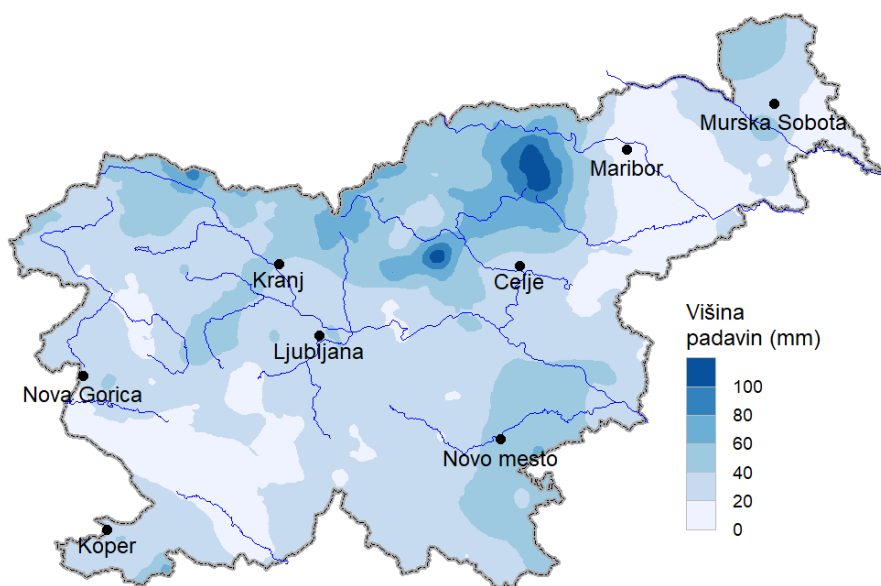 Murska Sobota
Maribor
Kranj
Celje
Ljubljana
Nova Gorica
Novo mesto
Koper
Višina
padavin (mm)
100
80
60
40
20
0